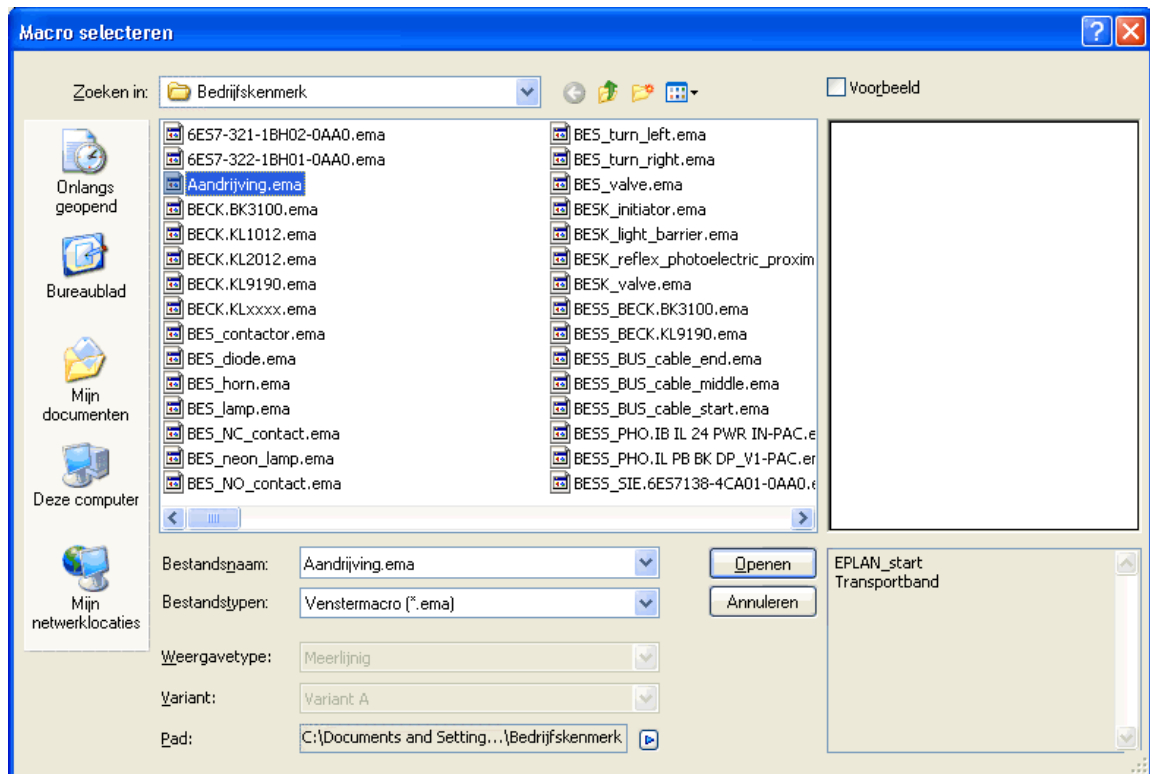 Macro selecteren
Zoeken in:
Bedrijfskenmerk
Voorbeeld
Onlangs
geopend
Bureaublad
Mijn
documenten
Deze computer
Mijn
netwerklocaties
6ES7-321-1BH02-0AA0.ema
6ES7-322-1BH01-0AA0.ema
Aandrijving.ema
BECK.BK3100.ema
BECK.KL1012.ema
BECK.KL2012.ema
BECK.KL9190.ema
BECK.KLxxxx.ema
BES_contactor.ema
BES_diode.ema
BES_horn.ema
BES_lamp.ema
BES_NC_contact.ema
BES_neon_lamp.ema
BES_NO_contact.ema
BES_turn_left.ema
BES_turn_right.ema
BES_valve.ema
BESK_initiator.ema
BESK_light_barrier.ema
BESK_reflex_photoelectric_proxim
BESK_valve.ema
BESS_BECK.BK3100.ema
BESS_BECK.KL9190.ema
BESS_BUS_cable_end.ema
BESS_BUS_cable_middle.ema
BESS_BUS_cable_start.ema
BESS_PHO.IB IL 24 PWR IN-PAC.e
BESS_PHO.IL PB BK DP_V1-PAC.er
BESS_SIE.6ES7138-4CA01-0AA0.e
Bestandsnaam:
Aandrijving.ema
Openen
Bestandstypen:
Venstermacro (*.ema)
Annuleren
Weergavetype:
Meerlijnig
Variant:
Variant A
Pad:
C:\Documents and Setting...\Bedrijfskenmerk
EPLAN_start
Transportband